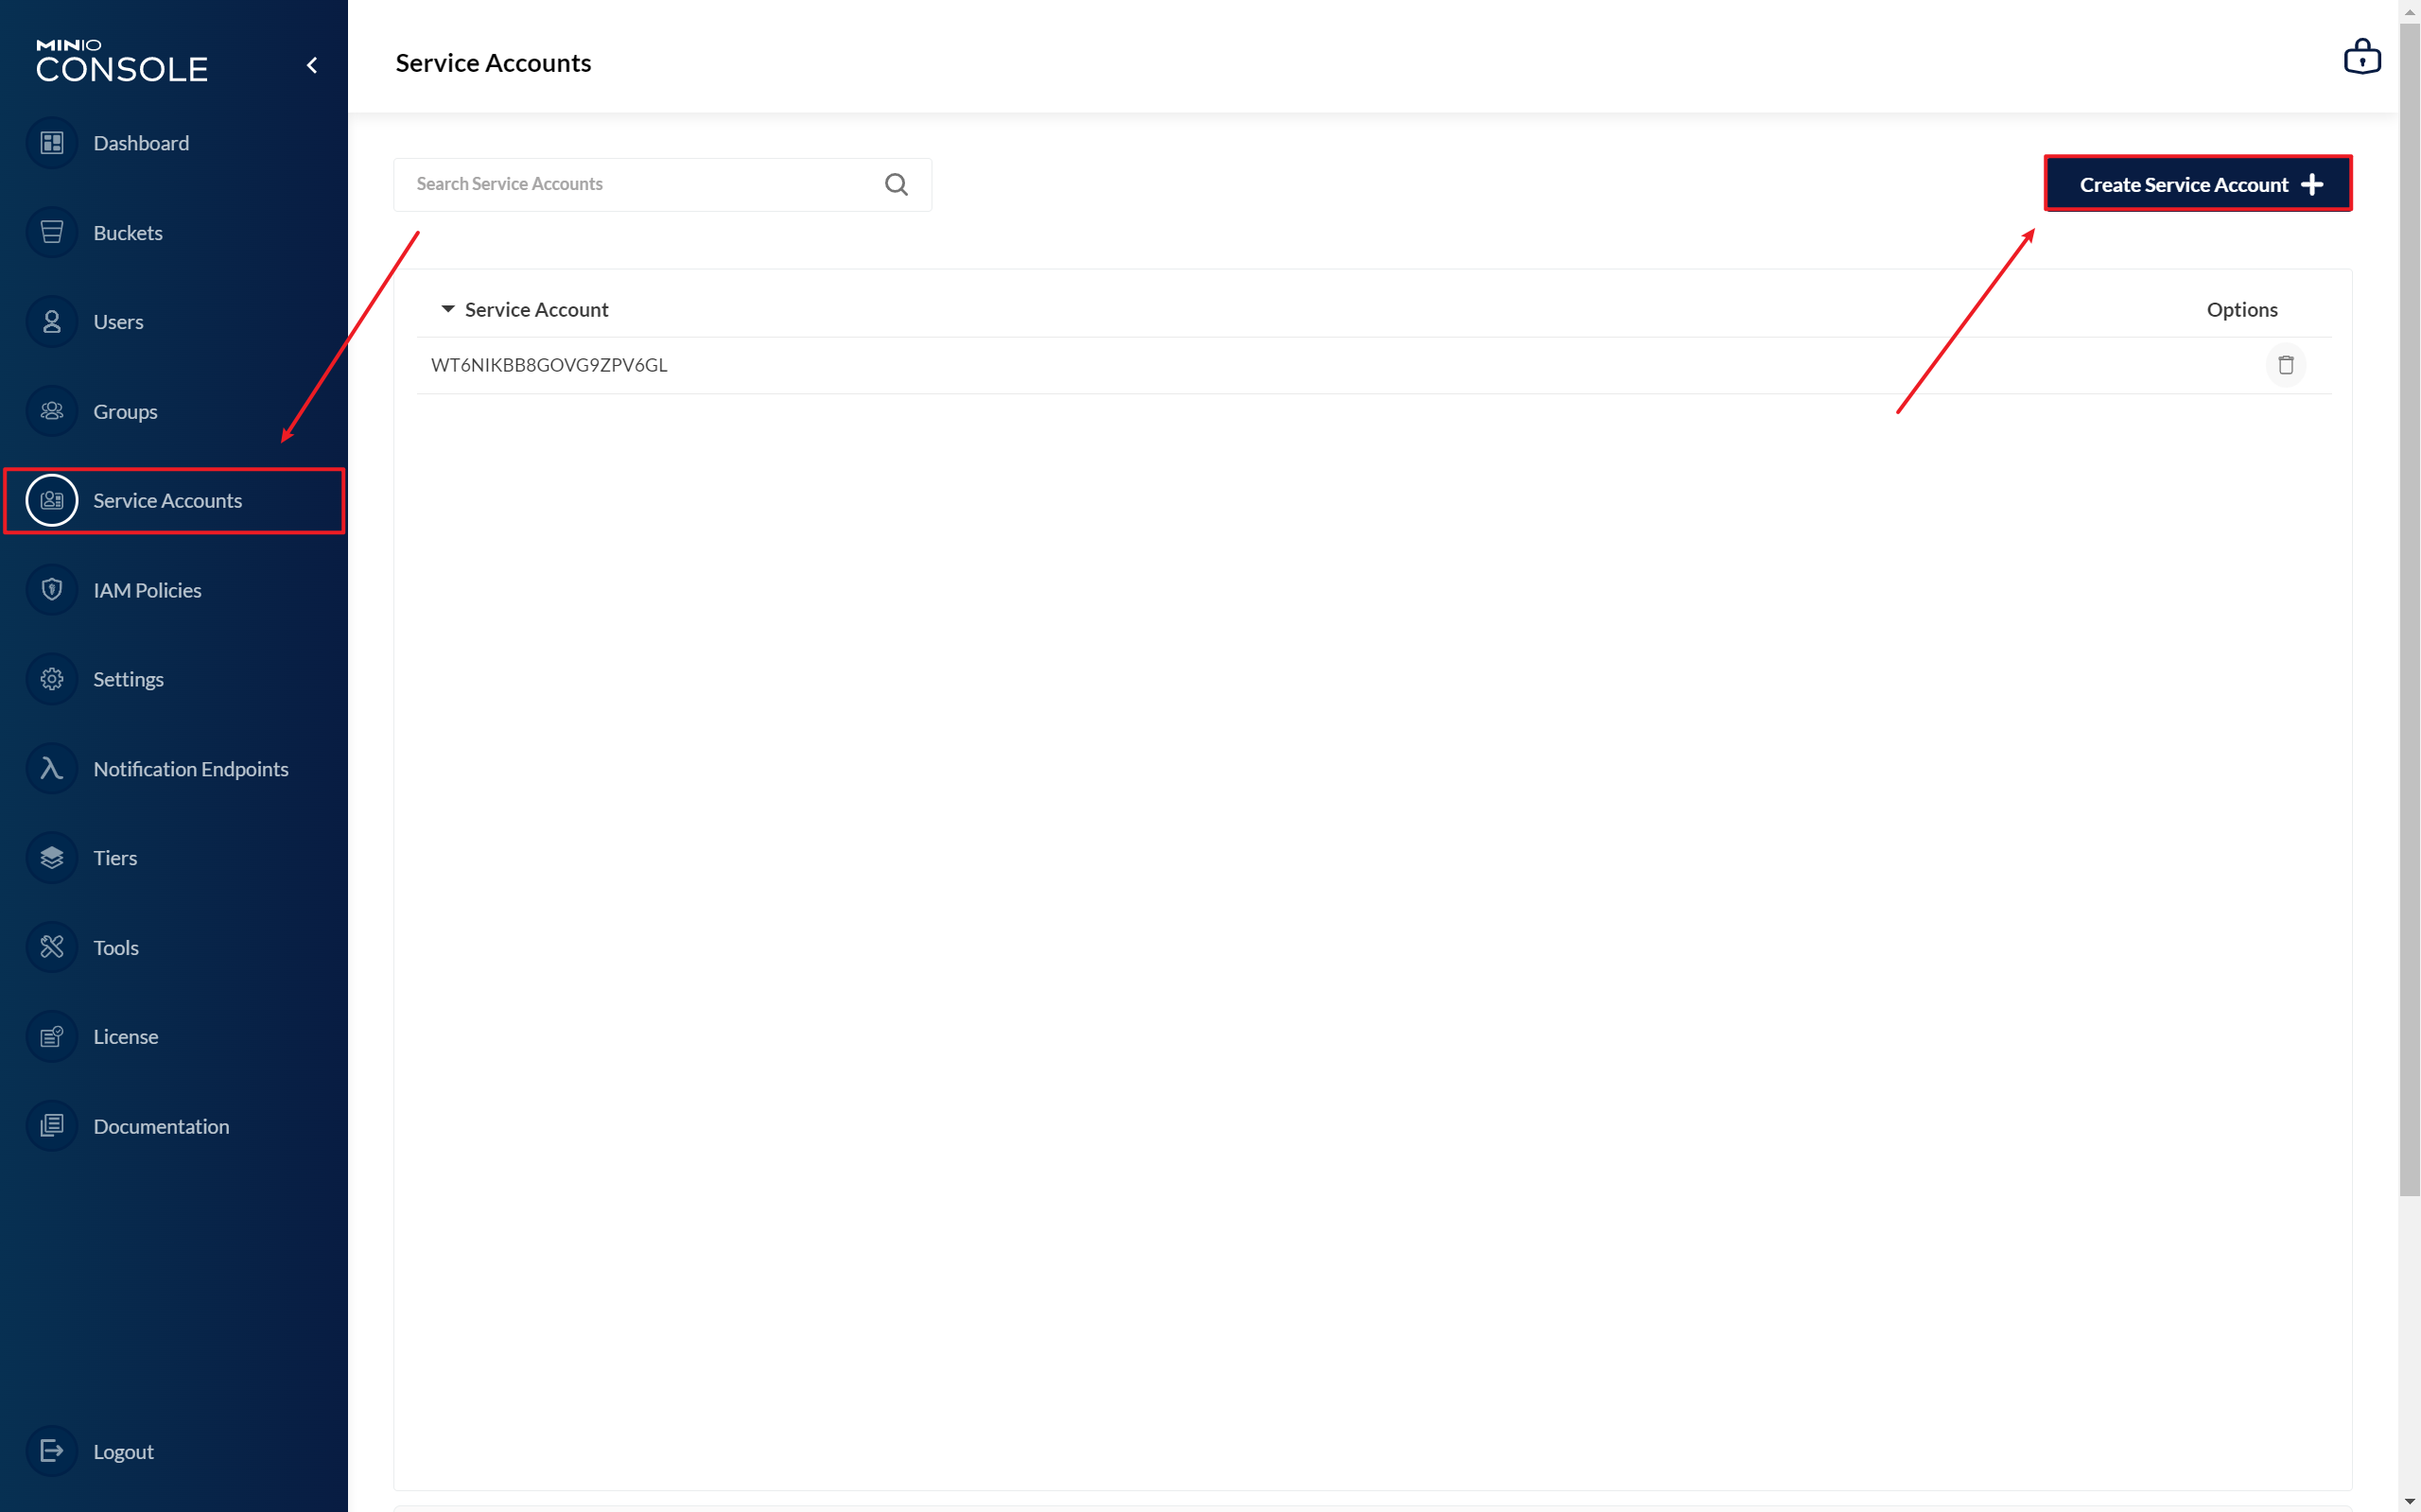 MINIO
CONSOLE
Dashboard
Buckets
Users
Groups
Service Accounts
IAM Policies
Settings
Notification Endpoints
Tiers
Tools
License
Documentation
Logout
Service Accounts
Search Service Accounts
Create Service Account
Service Account
Options
WT6NIKBB8GOVG9ZPV6GL